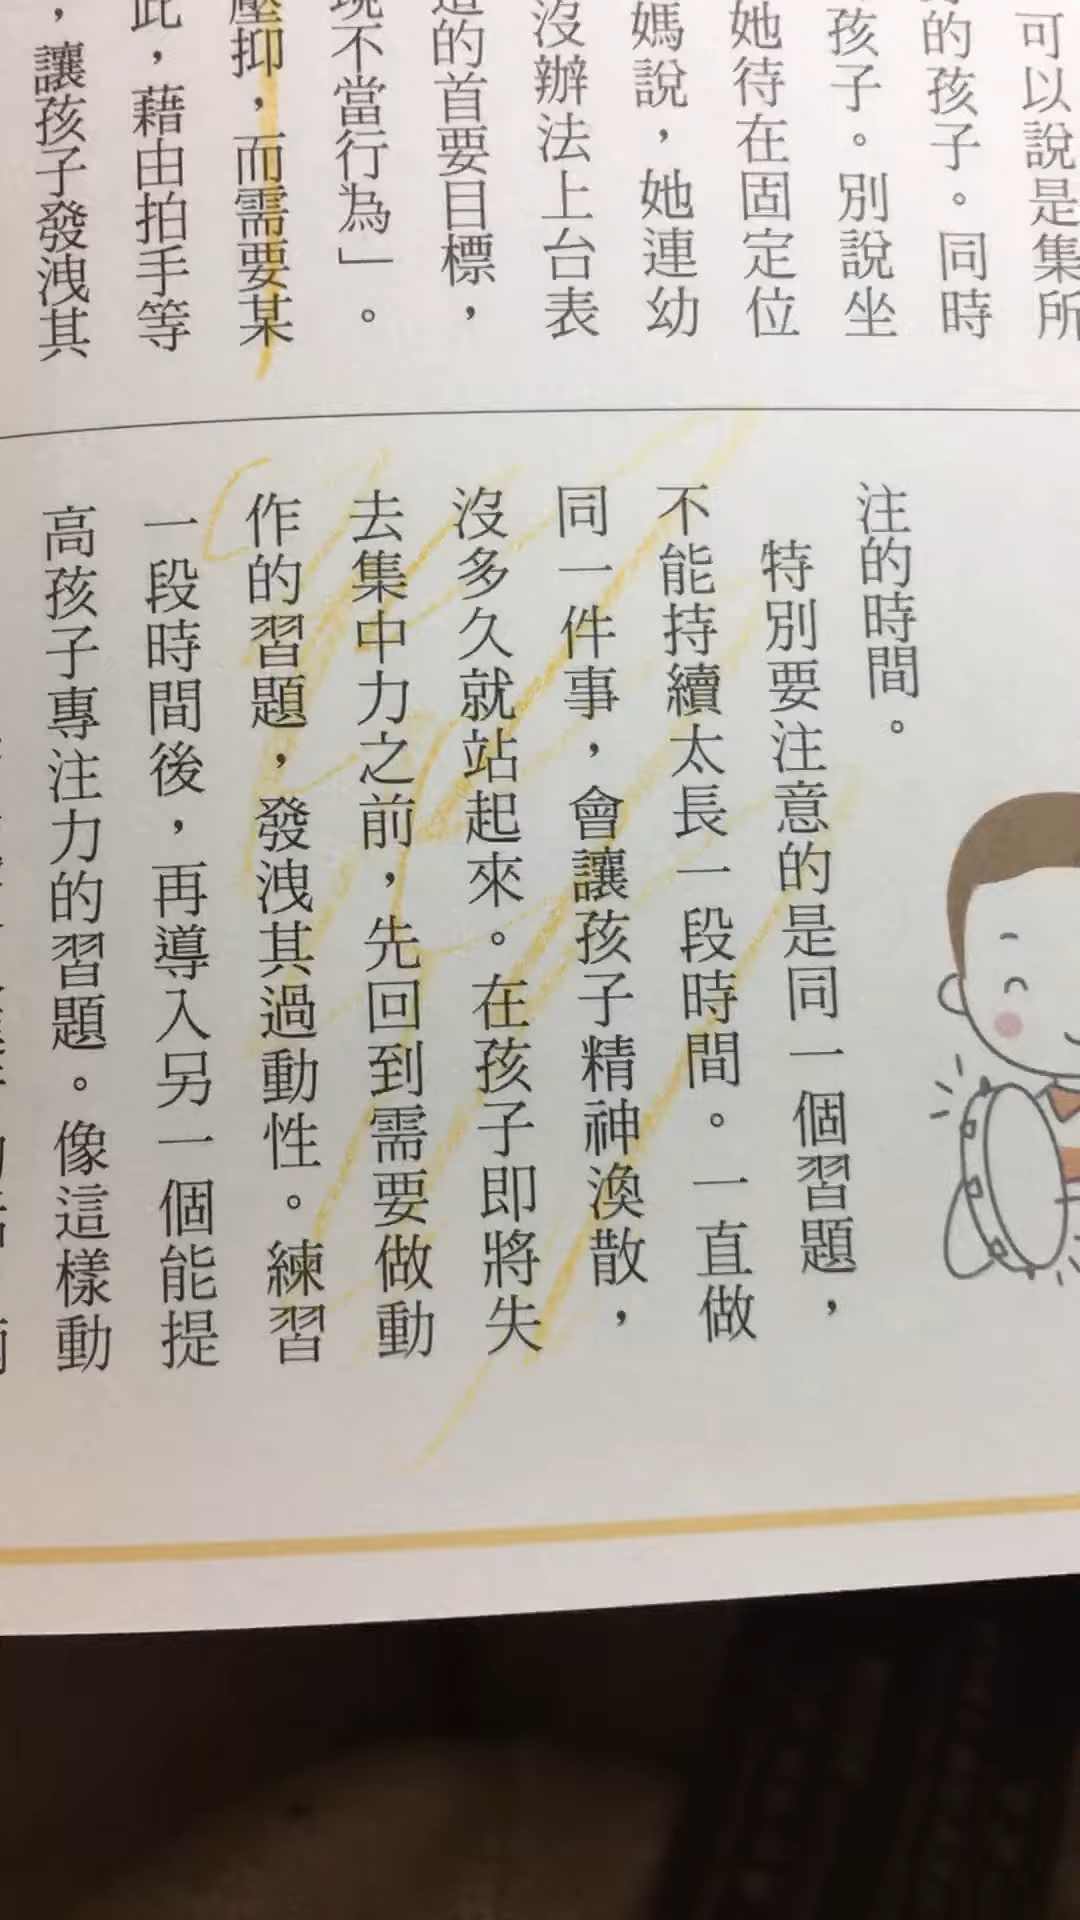 可以說是集所
的孩子。同時
孩子。別說坐
她待在固定位
媽說，她連幼
沒辦法上台表
的首要目標，
不當行為」。
壓抑，而需要某
此，藉由拍手等
，讓孩子發洩其
注的時間。
特別要注意的是同一個習題，
不能持續太長一段時間。一直做
同一件事，會讓孩子精神渙散，
沒多久就站起來。在孩子即將失
去集中力之前，先回到需要做動
作的習題，發洩其過動性。練習
一段時間後，再導入另一個能提
高孩子專注力的習題。像這樣動